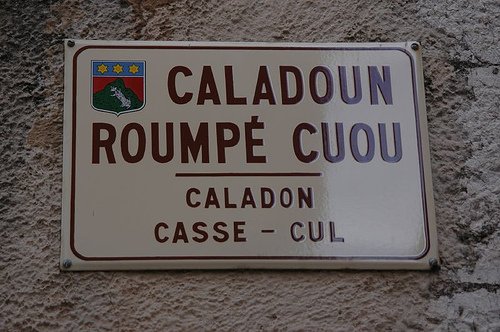 CALADOUN
ROUMPÉ CUOU
CALADON
CASSE - CUL